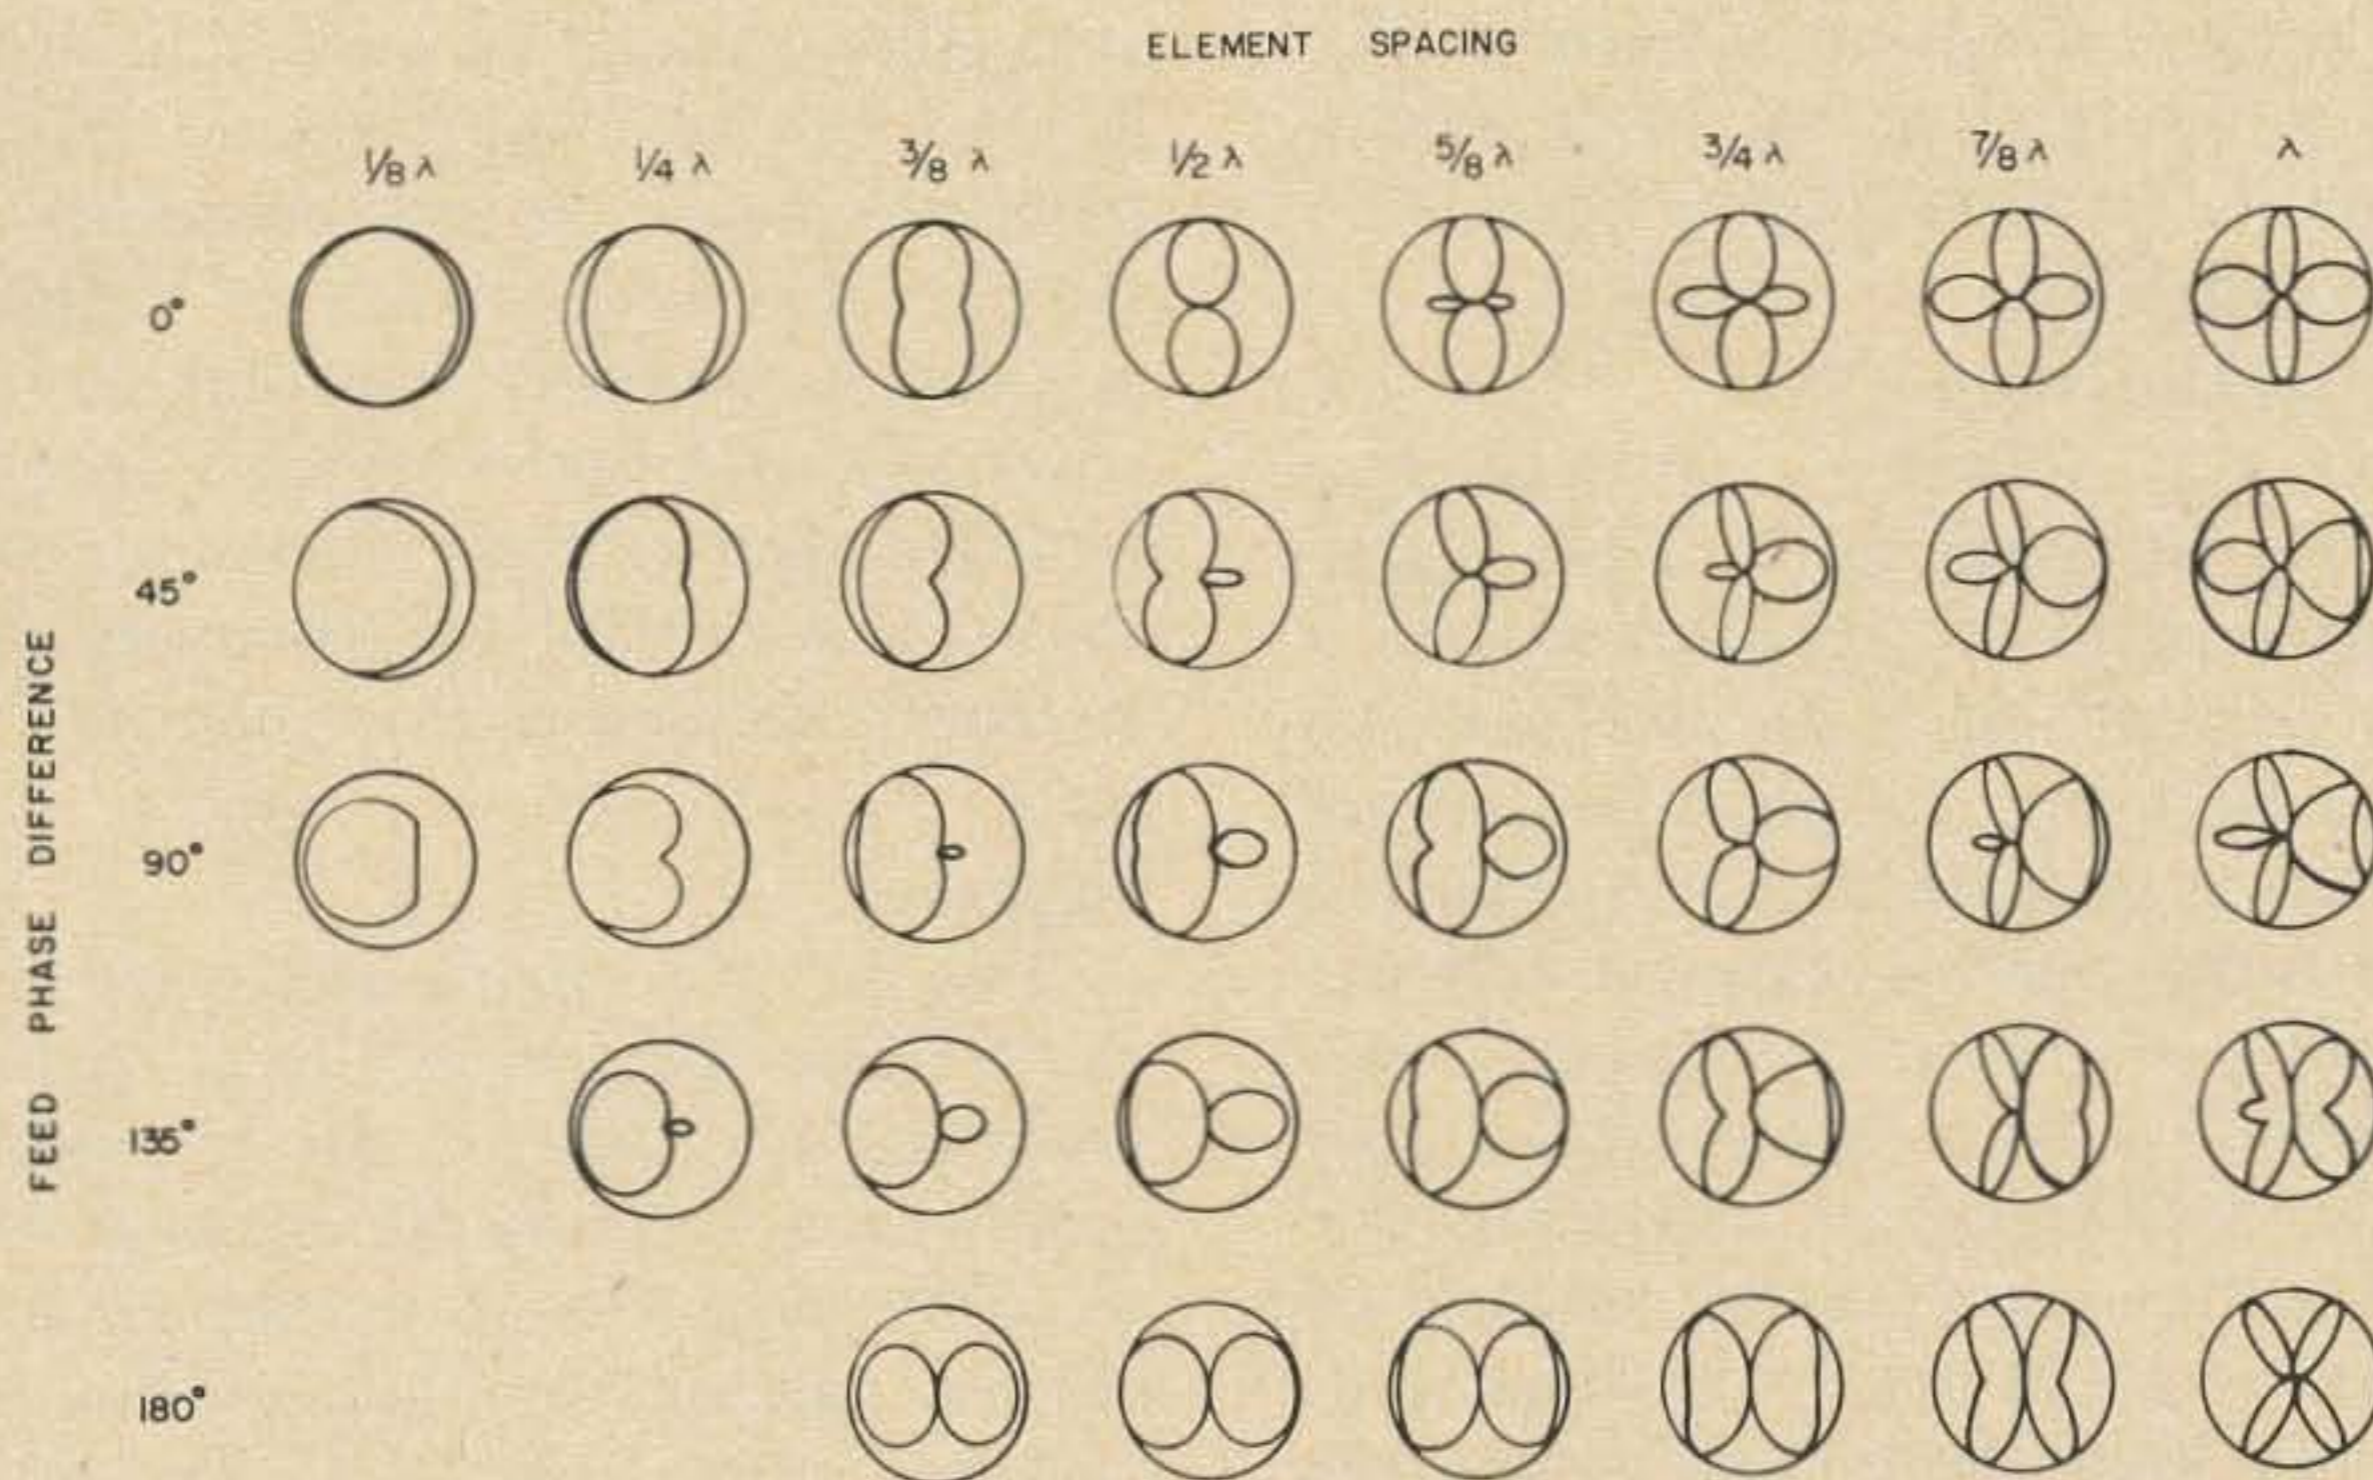 ELEMENT SPACING
1/8 λ 1/4 λ 3/8 λ 1/2 λ 5/8 λ 3/4 λ 7/8 λ λ
0°
45°
90°
135°
180°
FEED PHASE DIFFERENCE